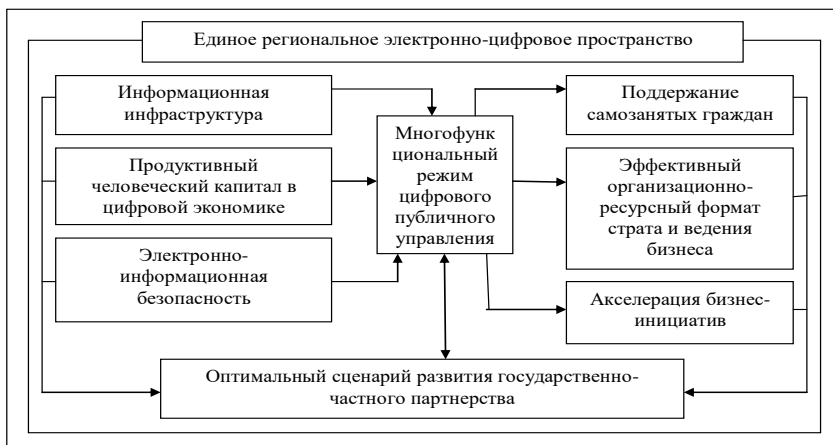 Единое региональное электронно-цифровое пространство
Информационная
инфраструктура
Продуктивный
человеческий капитал в
цифровой экономике
Электронно-
информационная
безопасность
Многофунк
циональный
режим
цифрового
публичного
управления
Поддержание
самозанятых граждан
Эффективный
организационно-
ресурсный формат
страта и ведения
бизнеса
Акселерация бизнес-
инициатив
Оптимальный сценарий развития государственно-
частного партнерства